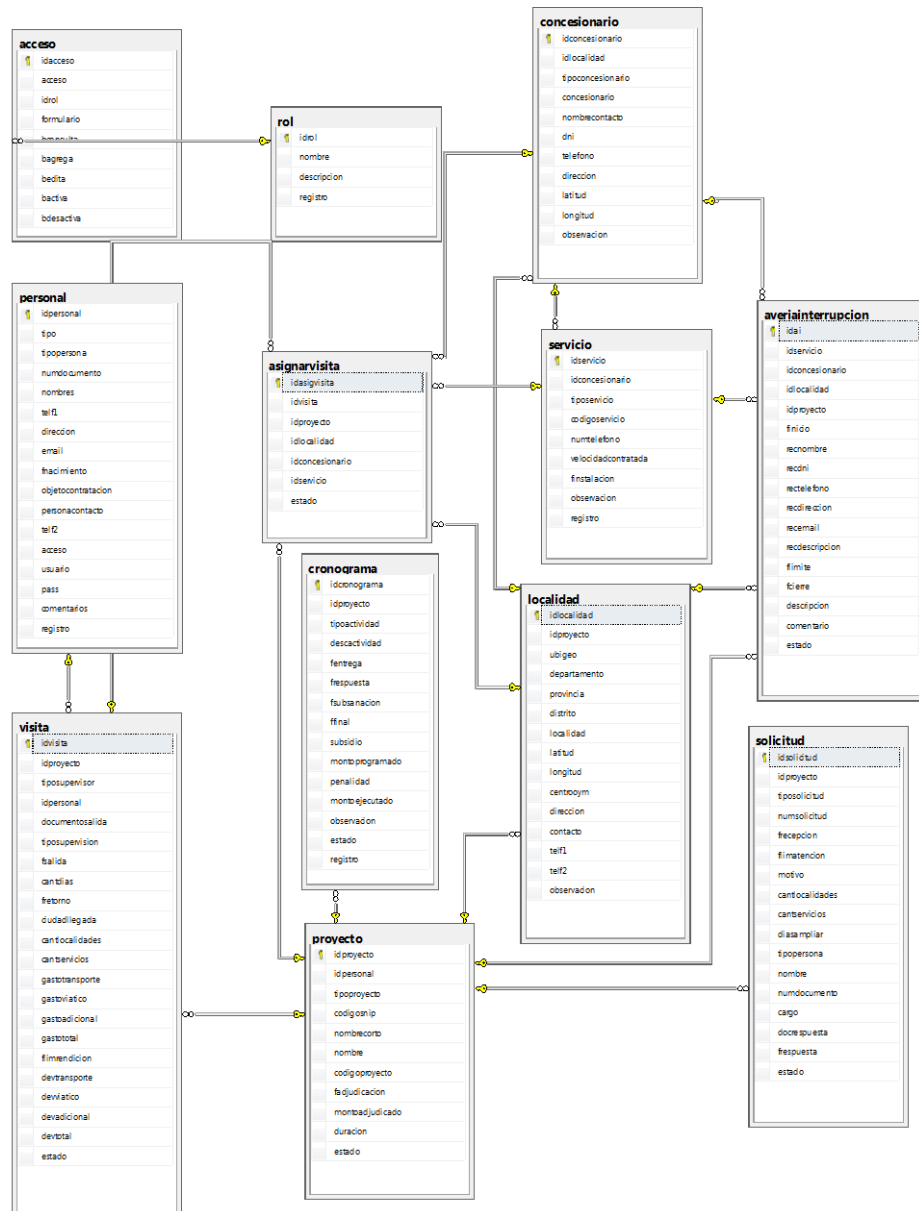 acceso
idacceso
acceso
idrol
formulario
bagrega
bedita
bactiva
bdesactiva
rol
idrol
nombre
descripcion
registro
concesionario
idconcesionario
idlocalidad
tipoconcesionario
concesionario
nombrecontacto
dni
telefono
direccion
latitud
longitud
observacion
personal
idpersonal
tipo
tipopersona
numdocumento
nombres
telf1
direccion
email
fnacimiento
objetocontratacion
personacontacto
telf2
acceso
usuario
pass
comentarios
registro
asignarvisita
idasigvisita
idvisita
idproyecto
idlocalidad
idconcesionario
idservicio
estado
servicio
idservicio
idconcesionario
tiposervicio
codigoservicio
numtelefono
velocidadcontratada
finstalacion
observacion
registro
averiainterrupcion
idai
idservicio
idconcesionario
idlocalidad
idproyecto
finicio
recnombre
recdni
rectelefono
recdireccion
recemail
recdescripcion
flimite
fcierre
descripcion
comentario
estado
cronograma
idcronograma
idproyecto
tipoactividad
descactividad
fentrega
frespuesta
fsubsanacion
ffinal
subsidio
montoprogramado
penalidad
montoejecutado
observacion
estado
registro
localidad
idlocalidad
idproyecto
ubigeo
departamento
provincia
distrito
localidad
latitud
longitud
centrooym
direccion
contacto
telf1
telf2
observacion
visita
idvisita
idproyecto
tiposupervisor
idpersonal
documentosalida
tiposupervision
fsalida
cantdias
fretorno
ciudadllegada
cantlocalidades
cantservicios
gastotransporte
gastoviatico
gastoadicional
gastototal
flimrendicion
devtransporte
devviatico
devadicional
devtotal
estado
proyecto
idproyecto
idpersonal
tipoproyecto
codigosnip
nombrecorto
nombre
codigoproyecto
fadjudicacion
montoadjudicado
duracion
estado
solicitud
idsolicitud
idproyecto
tiposolicitud
numsolicitud
frecepcion
flimatencion
motivo
cantlocalidades
cantservicios
diasampliar
tipopersona
nombre
numdocumento
cargo
docrespuesta
frespuesta
estado